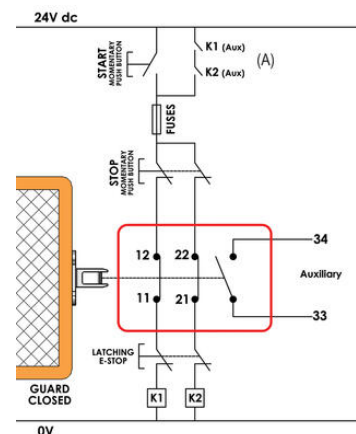 24V dc
START
MOMENTARY
PUSH BUTTON
K1 (Aux)
K2 (Aux)
(A)
FUSES
STOP
MOMENTARY
PUSH BUTTON
12
22
34
Auxiliary
11
21
33
LATCHING
E-STOP
GUARD
CLOSED
K1
K2
0V